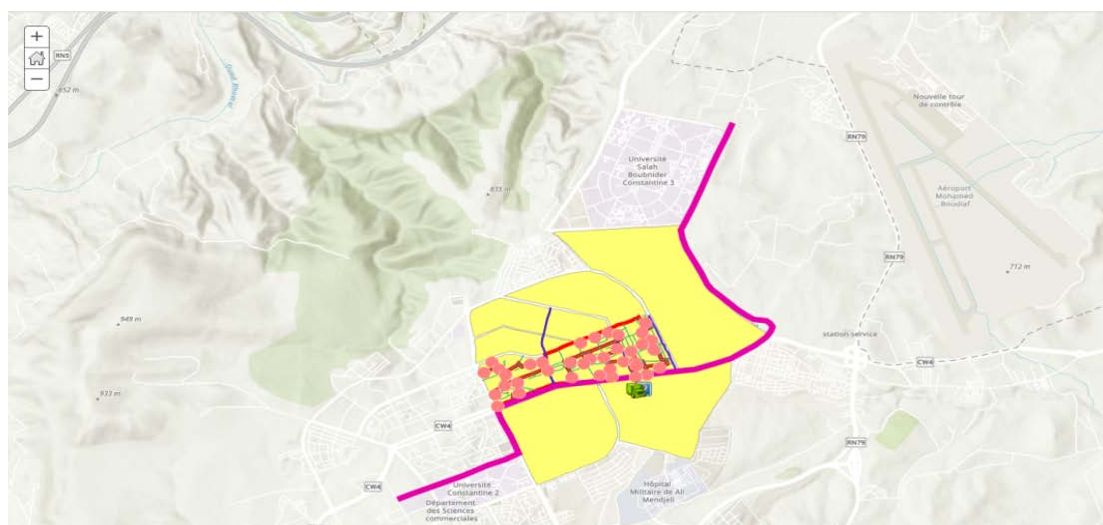 +
−
RN5
652 m
Nouvelle tour
de contrôle
RN79
Université
Salah
Boubnider
Constantine 3
835 m
Aéroport
Mohamed
Boudiaf
RN79
712 m
949 m
station service
CW4
933 m
CW4
RN79
CW4
Université
Constantine 2
Département
des Sciences
commerciales
Hôpital
Militaire de Ali
Mendjell